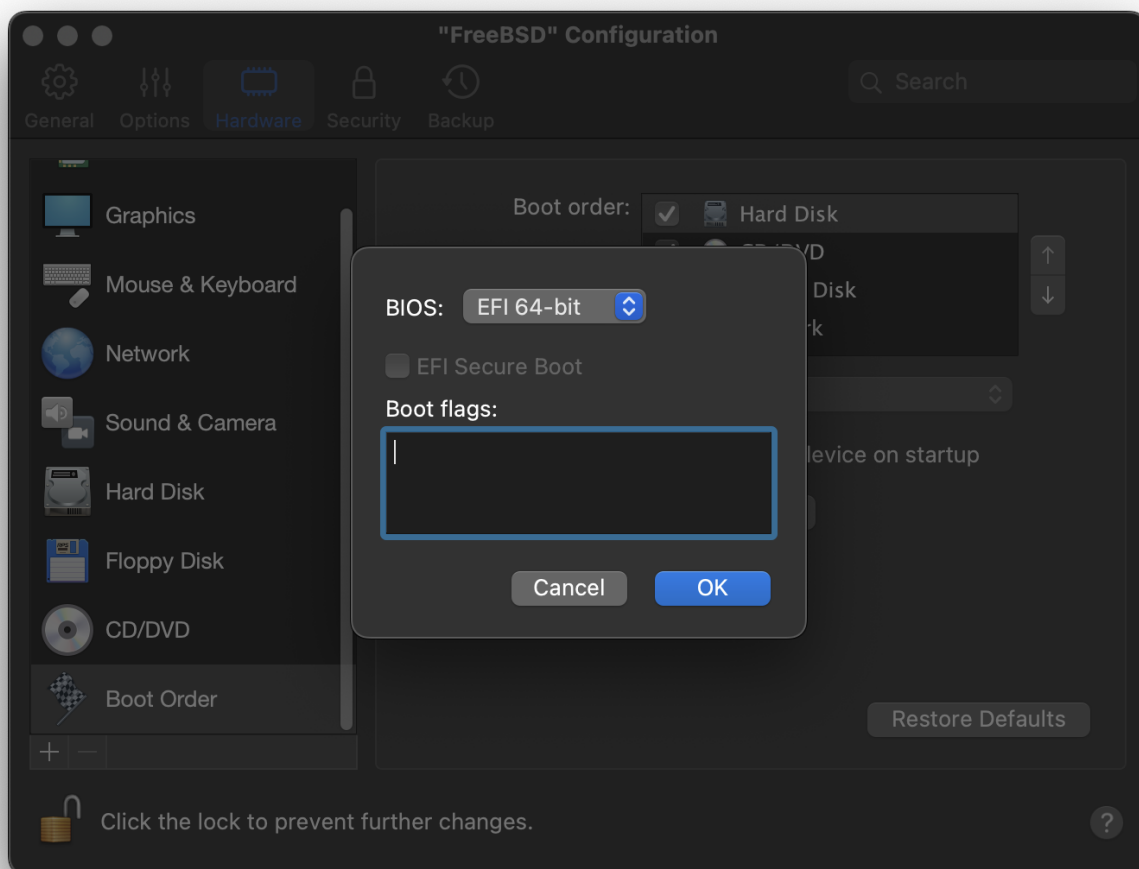 "FreeBSD" Configuration
General
Options
Hardware
Security
Backup
Search
Graphics
Mouse & Keyboard
Network
Sound & Camera
Hard Disk
Floppy Disk
CD/DVD
Boot Order
Boot order:
Hard Disk
Disk
on startup
BIOS:
EFI 64-bit
EFI Secure Boot
Boot flags:
Cancel
OK
Restore Defaults
Click the lock to prevent further changes.
?